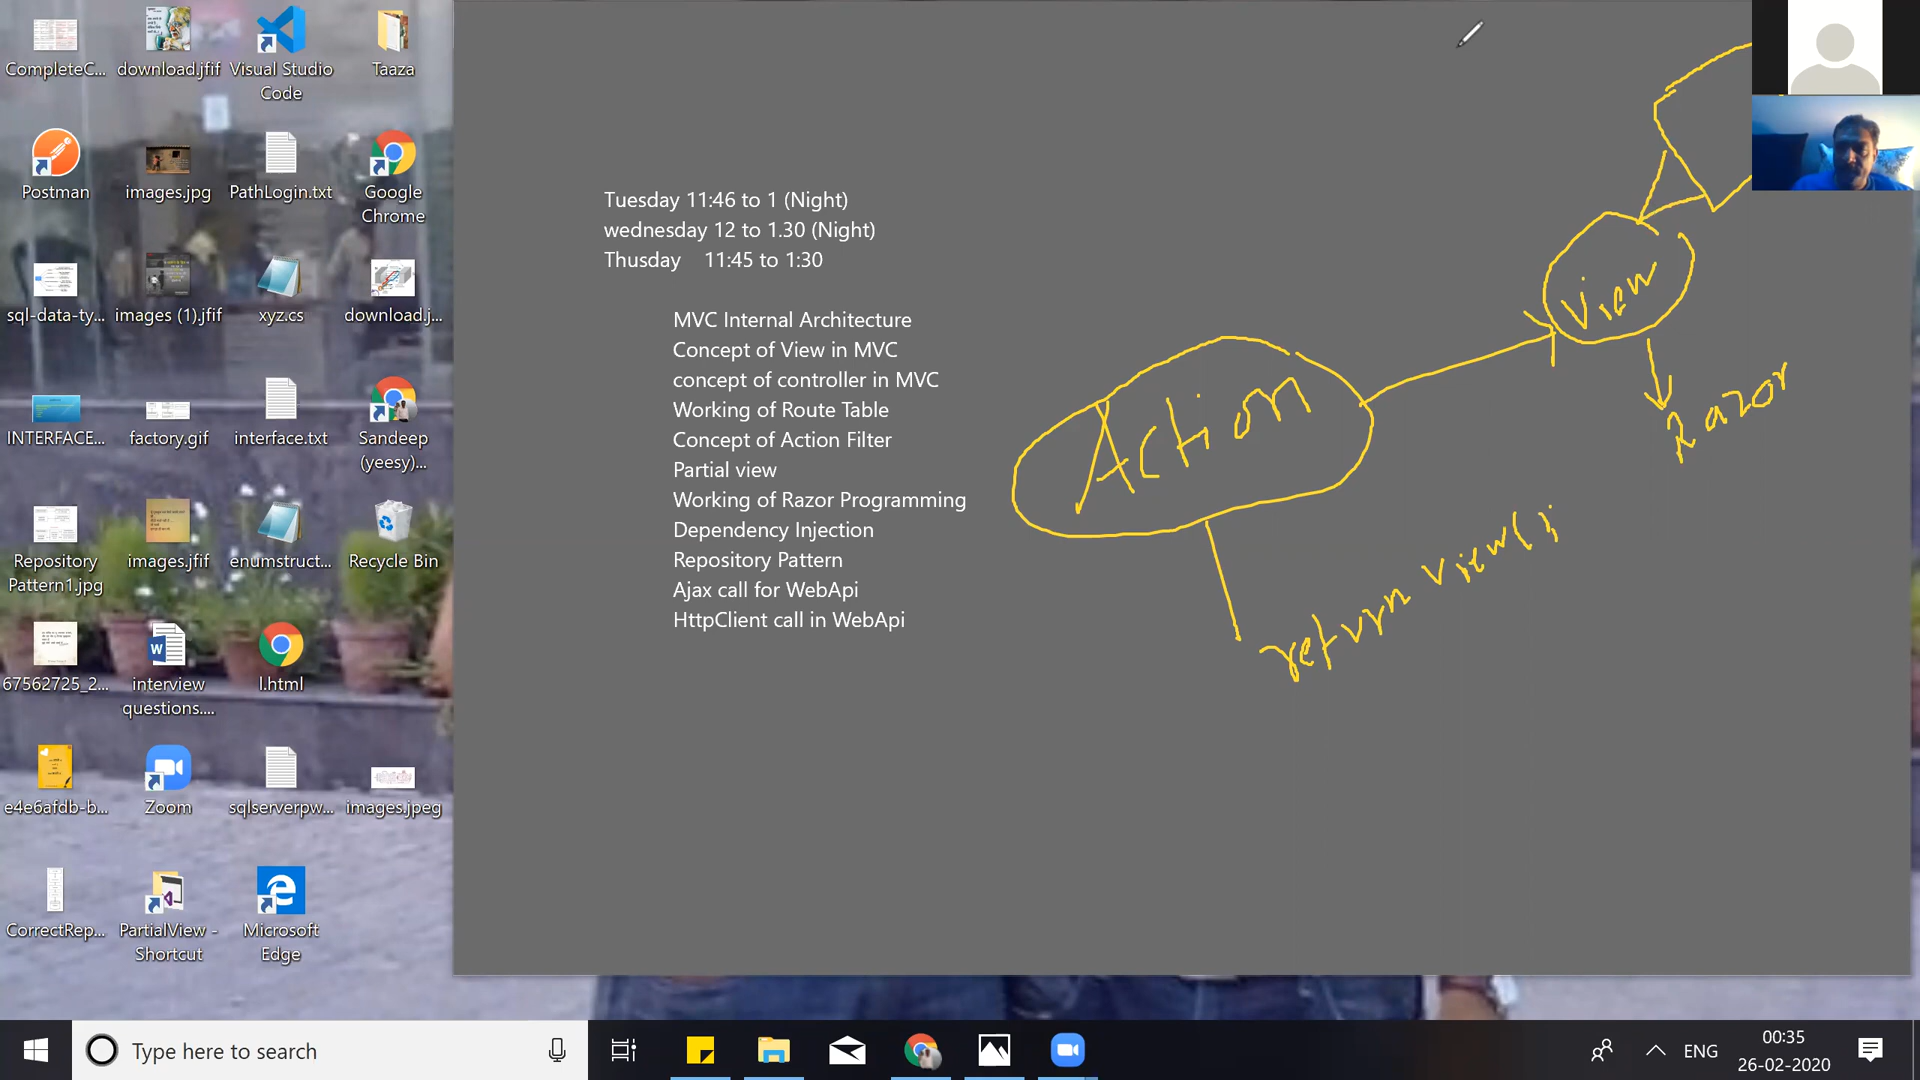 CompleteC...
download.jfif
Visual Studio
Code
Taaza
Postman
images.jpg
PathLogin.txt
Google
Chrome
sql-data-ty...
images (1).jfif
xyz.cs
download.j...
INTERFACE...
factory.gif
interface.txt
Sandeep
(yeesy)...
Repository
Pattern1.jpg
images.jfif
enumstruct...
Recycle Bin
67562725_2...
interview
questions....
l.html
e4e6afdb-b...
Zoom
sqlserverpw...
images.jpeg
CorrectRep...
PartialView -
Shortcut
Microsoft
Edge
Tuesday 11:46 to 1 (Night)
wednesday 12 to 1.30 (Night)
Thusday 11:45 to 1:30
MVC Internal Architecture
Concept of View in MVC
concept of controller in MVC
Working of Route Table
Concept of Action Filter
Partial view
Working of Razor Programming
Dependency Injection
Repository Pattern
Ajax call for WebApi
HttpClient call in WebApi
View
Action
Razor
return view();
Type here to search
ENG
00:35
26-02-2020